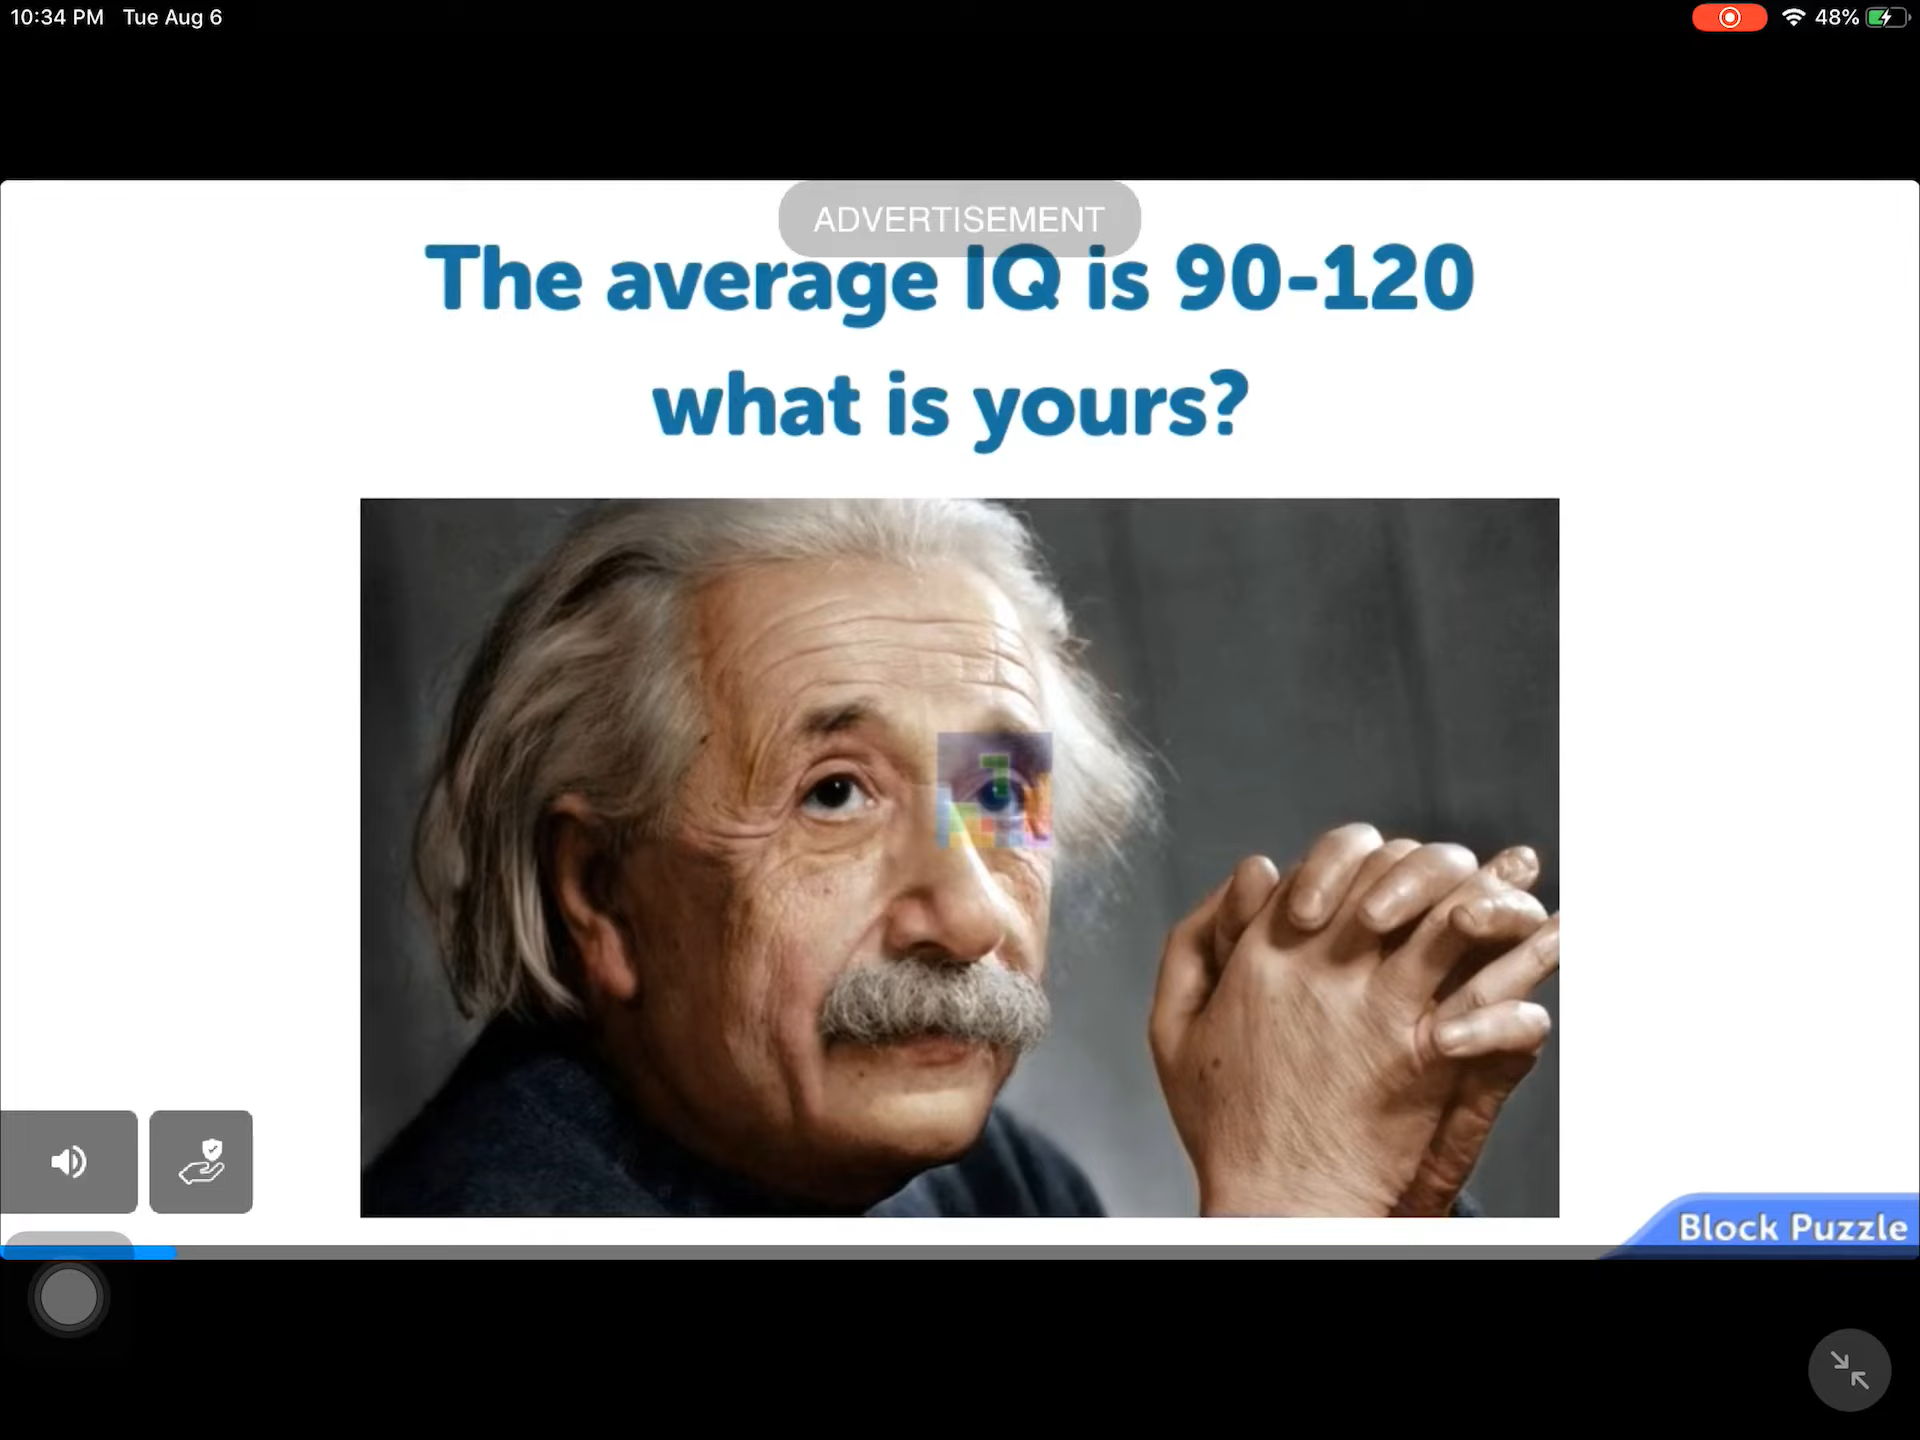 10:34 PM Tue Aug 6
48%
ADVERTISEMENT
The average IQ is 90-120
what is yours?
Block Puzzle